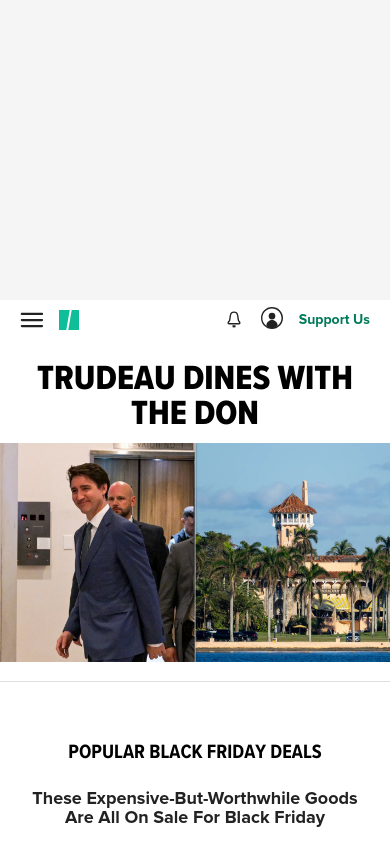 Support Us
TRUDEAU DINES WITH
THE DON
POPULAR BLACK FRIDAY DEALS
These Expensive-But-Worthwhile Goods
Are All On Sale For Black Friday